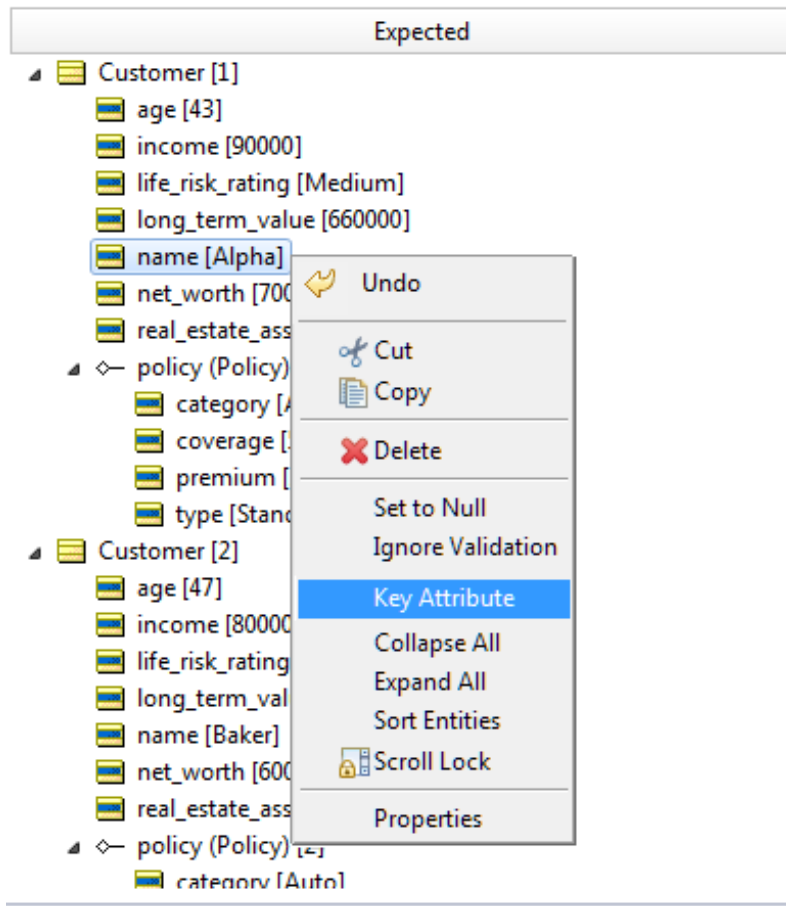 Expected
Customer [1]
age [43]
income [90000]
life_risk_rating [Medium]
long_term_value [660000]
name [Alpha]
net_worth [700
real_estate_ass
policy (Policy)
category [A
coverage [
premium [
type [Stand
Customer [2]
age [47]
income [80000
life_risk_rating
long_term_val
name [Baker]
net_worth [600
real_estate_ass
policy (Policy) [2]
category [Auto]
Undo
Cut
Copy
Delete
Set to Null
Ignore Validation
Key Attribute
Collapse All
Expand All
Sort Entities
Scroll Lock
Properties